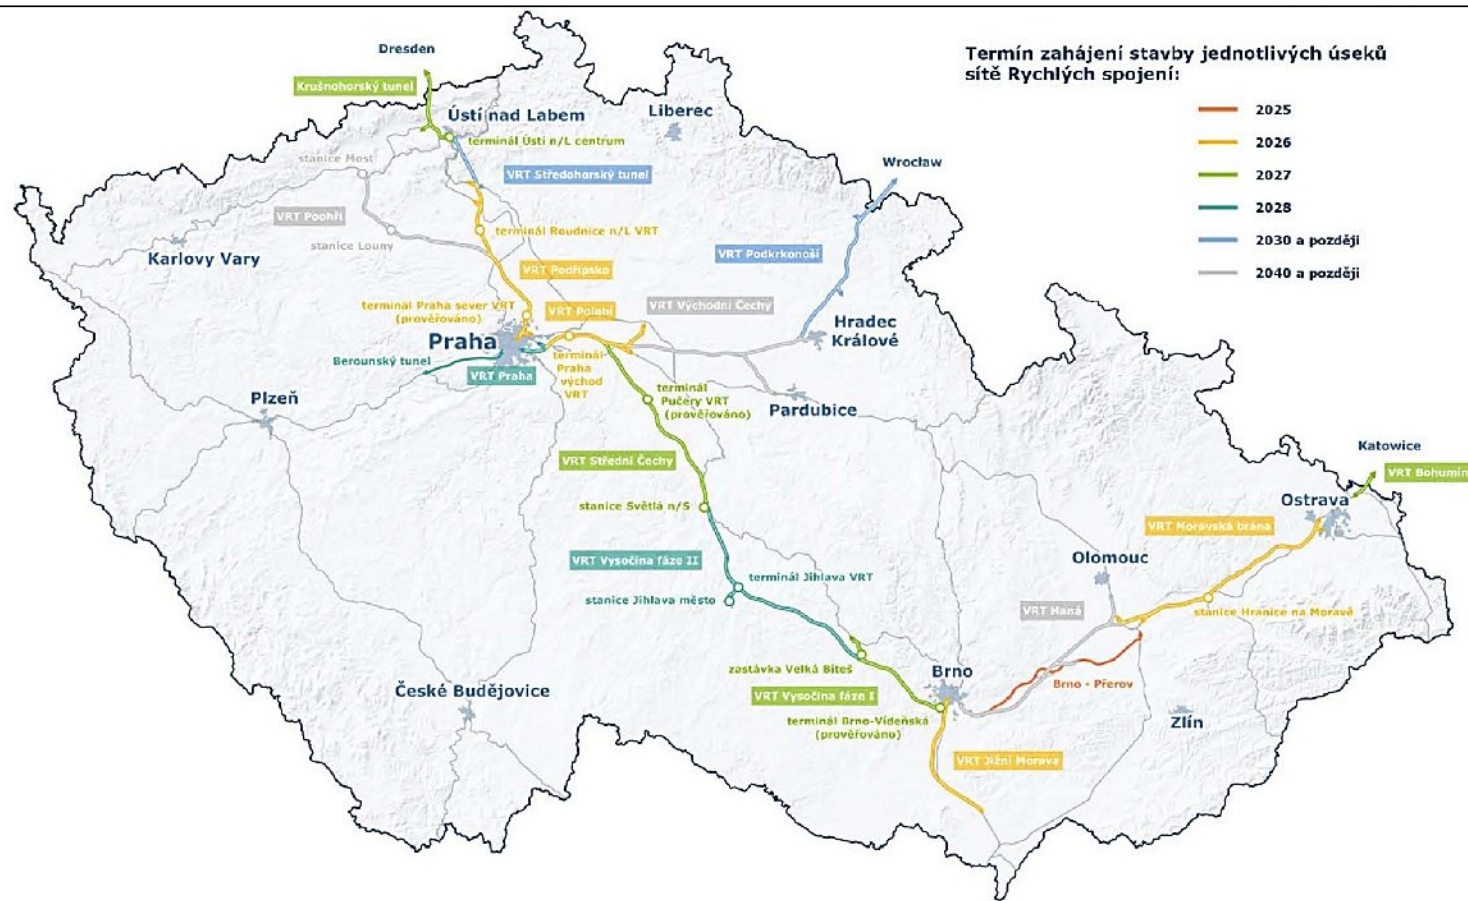 Termín zahájení stavby jednotlivých úseků
sítě Rychlých spojení:
2025
2026
2027
2028
2030 a později
2040 a později
Dresden
Krušnohorský tunel
Ústí nad Labem
terminál Ústí n/L centrum
Liberec
stanice Most
VRT Středohorský tunel
Wrocław
VRT Poohří
stanice Louny
terminál Roudnice n/L VRT
Karlovy Vary
VRT Podřipsko
VRT Podkrkonoší
terminál Praha sever VRT
(prověřováno)
VRT Polabí
VRT Východní Čechy
Praha
Hradec
Králové
Berounský tunel
VRT Praha
terminál
Praha
východ
VRT
terminál
Pučery VRT
(prověřováno)
Plzeň
Pardubice
VRT Střední Čechy
Katowice
VRT Bohumín
stanice Světlá n/S
Ostrava
VRT Moravská brána
VRT Vysočina fáze II
terminál Jihlava VRT
Olomouc
stanice Jihlava město
VRT Haná
stanice Hranice na Moravě
zastávka Velká Bíteš
Brno
Brno - Přerov
České Budějovice
VRT Vysočina fáze I
terminál Brno-Vídeňská
(prověřováno)
Zlín
VRT Jižní Morava